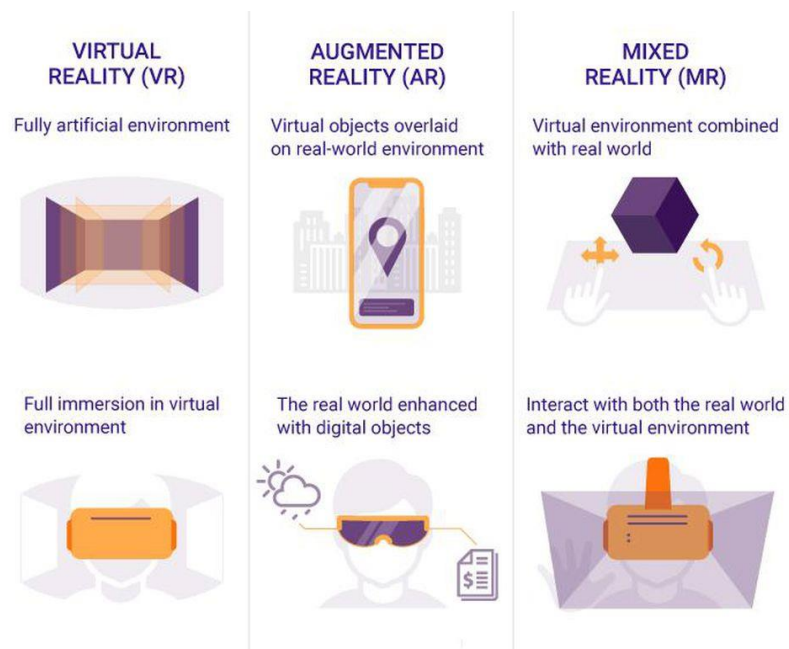 VIRTUAL
REALITY (VR)
Fully artificial environment
Full immersion in virtual
environment
AUGMENTED
REALITY (AR)
Virtual objects overlaid
on real-world environment
The real world enhanced
with digital objects
$
MIXED
REALITY (MR)
Virtual environment combined
with real world
Interact with both the real world
and the virtual environment